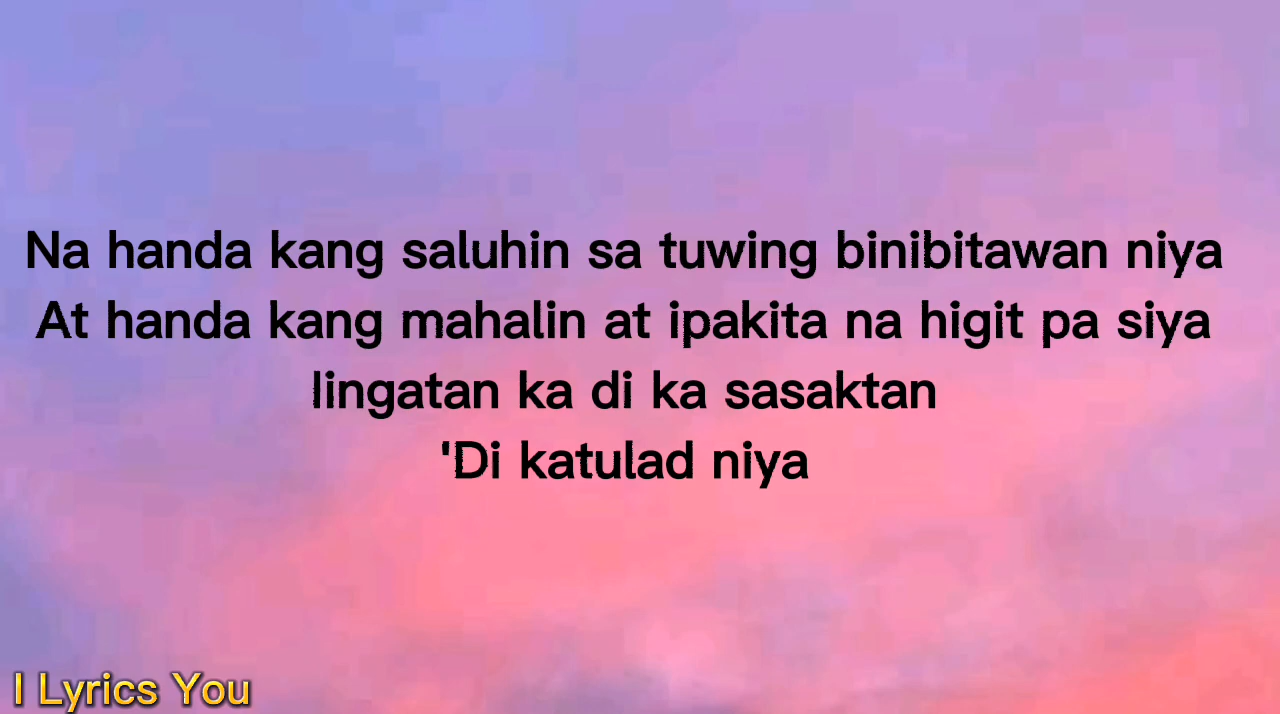 Na handa kang saluhin sa tuwing binibitawan niya
At handa kang mahalin at ipakita na higit pa siya
Iingatan ka di ka sasaktan
'Di katulad niya
I Lyrics You